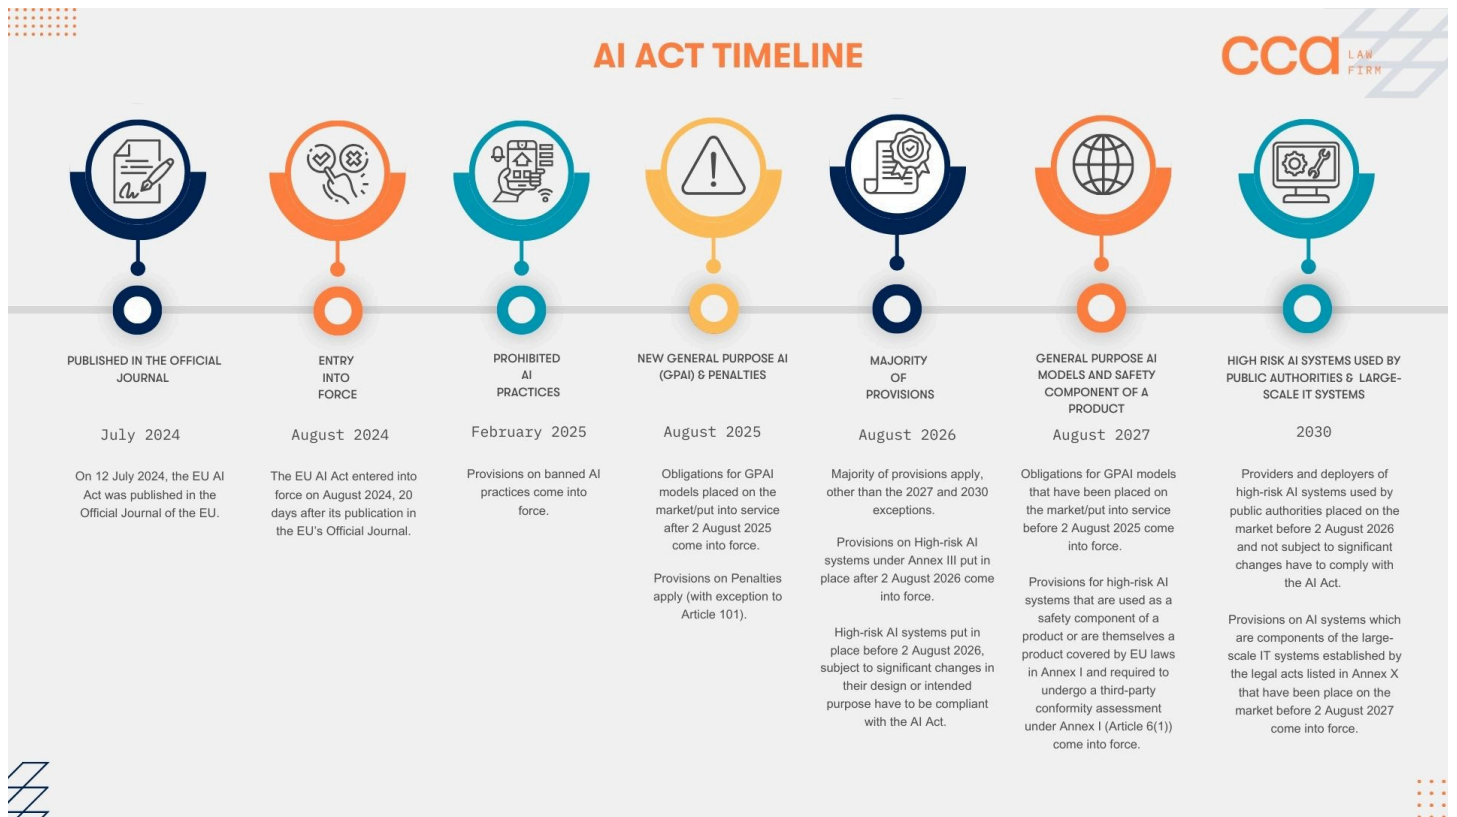 AI ACT TIMELINE
cca LAW
FIRM
PUBLISHED IN THE OFFICIAL
JOURNAL
July 2024
On 12 July 2024, the EU AI
Act was published in the
Official Journal of the EU.
ENTRY
INTO
FORCE
August 2024
The EU AI Act entered into
force on August 2024, 20
days after its publication in
the EU's Official Journal.
PROHIBITED
AI
PRACTICES
February 2025
Provisions on banned AI
practices come into
force.
NEW GENERAL PURPOSE AI
(GPAI) & PENALTIES
August 2025
Obligations for GPAI
models placed on the
market/put into service
after 2 August 2025
come into force.
Provisions on Penalties
apply (with exception to
Article 101).
MAJORITY
OF
PROVISIONS
August 2026
Majority of provisions apply,
other than the 2027 and 2030
exceptions.
Provisions on High-risk AI
systems under Annex III put in
place after 2 August 2026 come
into force.
High-risk AI systems put in
place before 2 August 2026,
subject to significant changes in
their design or intended
purpose have to be compliant
with the AI Act.
GENERAL PURPOSE AI
MODELS AND SAFETY
COMPONENT OF A
PRODUCT
August 2027
Obligations for GPAI models
that have been placed on
the market/put into service
before 2 August 2025 come
into force.
Provisions for high-risk AI
systems that are used as a
safety component of a
product or are themselves a
product covered by EU laws
in Annex I and required to
undergo a third-party
conformity assessment
under Annex I (Article 6(1))
come into force.
HIGH RISK AI SYSTEMS USED BY
PUBLIC AUTHORITIES & LARGE-
SCALE IT SYSTEMS
2030
Providers and deployers of
high-risk AI systems used by
public authorities placed on the
market before 2 August 2026
and not subject to significant
changes have to comply with
the AI Act.
Provisions on AI systems which
are components of the large-
scale IT systems established by
the legal acts listed in Annex X
that have been place on the
market before 2 August 2027
come into force.